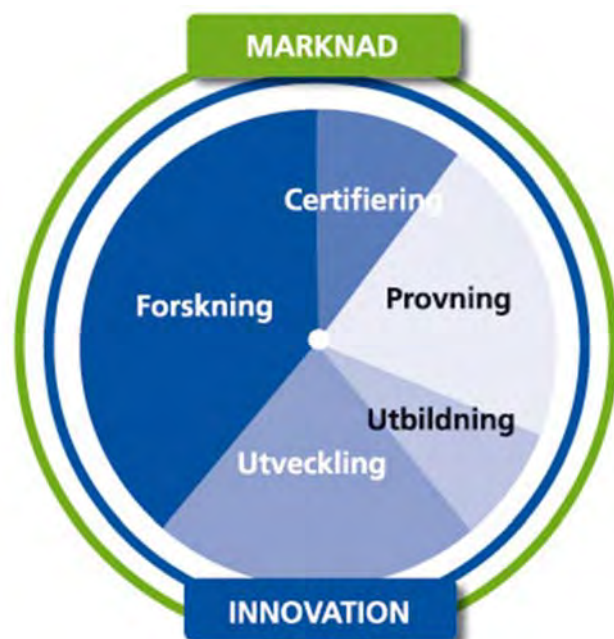 MARKNAD
Certifiering
Forskning
Provning
Utbildning
Utveckling
INNOVATION